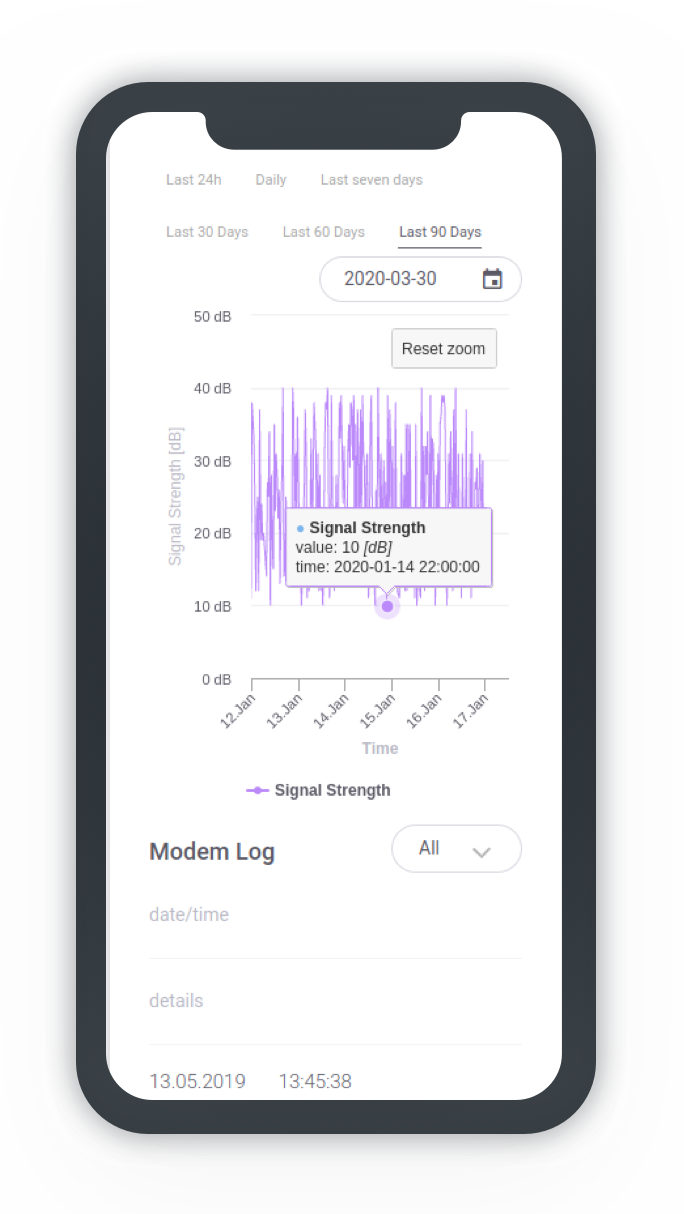 Last 24h Daily Last seven days
Last 30 Days Last 60 Days Last 90 Days
2020-03-30
50 dB
Reset zoom
40 dB
30 dB
Signal Strength [dB]
20 dB
Signal Strength
value: 10 [dB]
time: 2020-01-14 22:00:00
10 dB
0 dB
12.Jan 13.Jan 14.Jan 15.Jan 16.Jan 17.Jan
Time
Signal Strength
Modem Log All
date/time
details
13.05.2019 13:45:38